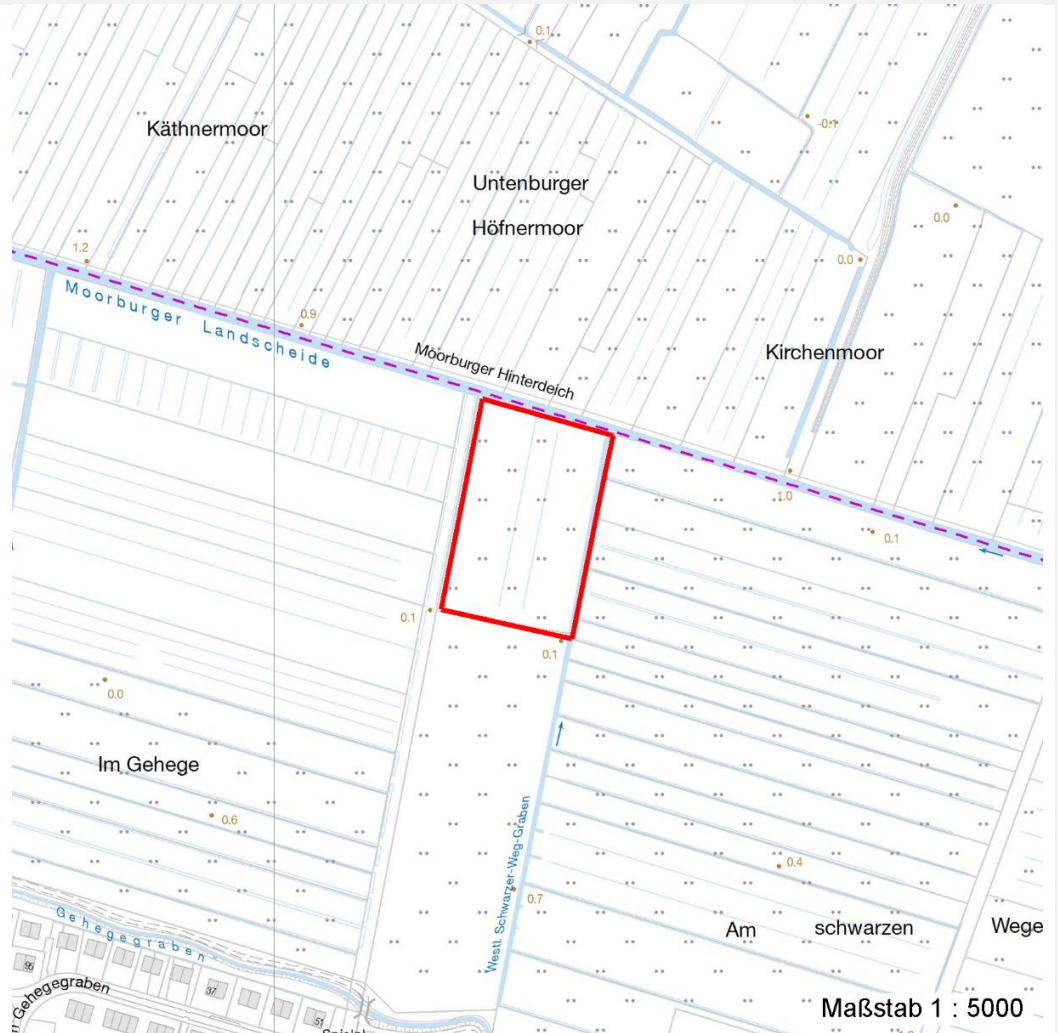 0.1
-0.1
Käthnermoor
Untenburger
Höfnermoor
0.0
0.0
1.2
Moorburger Landscheide
0.9
Moorburger Hinterdeich
Kirchenmoor
1.0
0.1
0.1
0.1
0.0
Im Gehege
0.6
Westl. Schwarzer-Weg-Graben
0.4
0.7
Gehegegraben
Am schwarzen Wege
99
37
51
Gehegegraben
Maßstab 1 : 5000